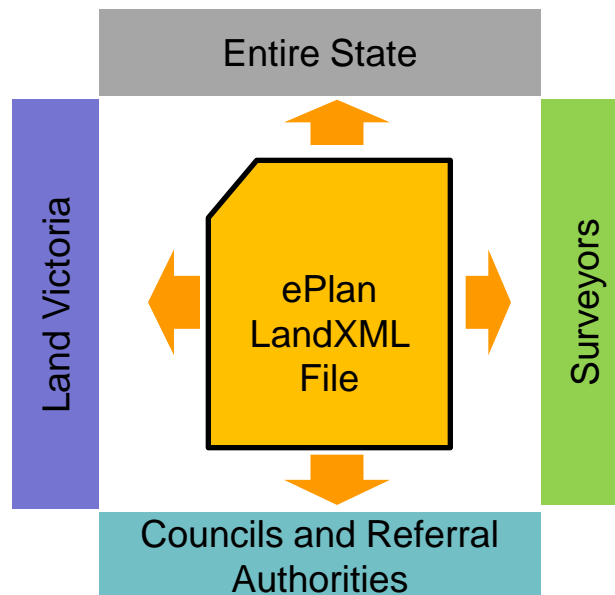 Entire State
Land Victoria
ePlan
LandXML
File
Surveyors
Councils and Referral
Authorities